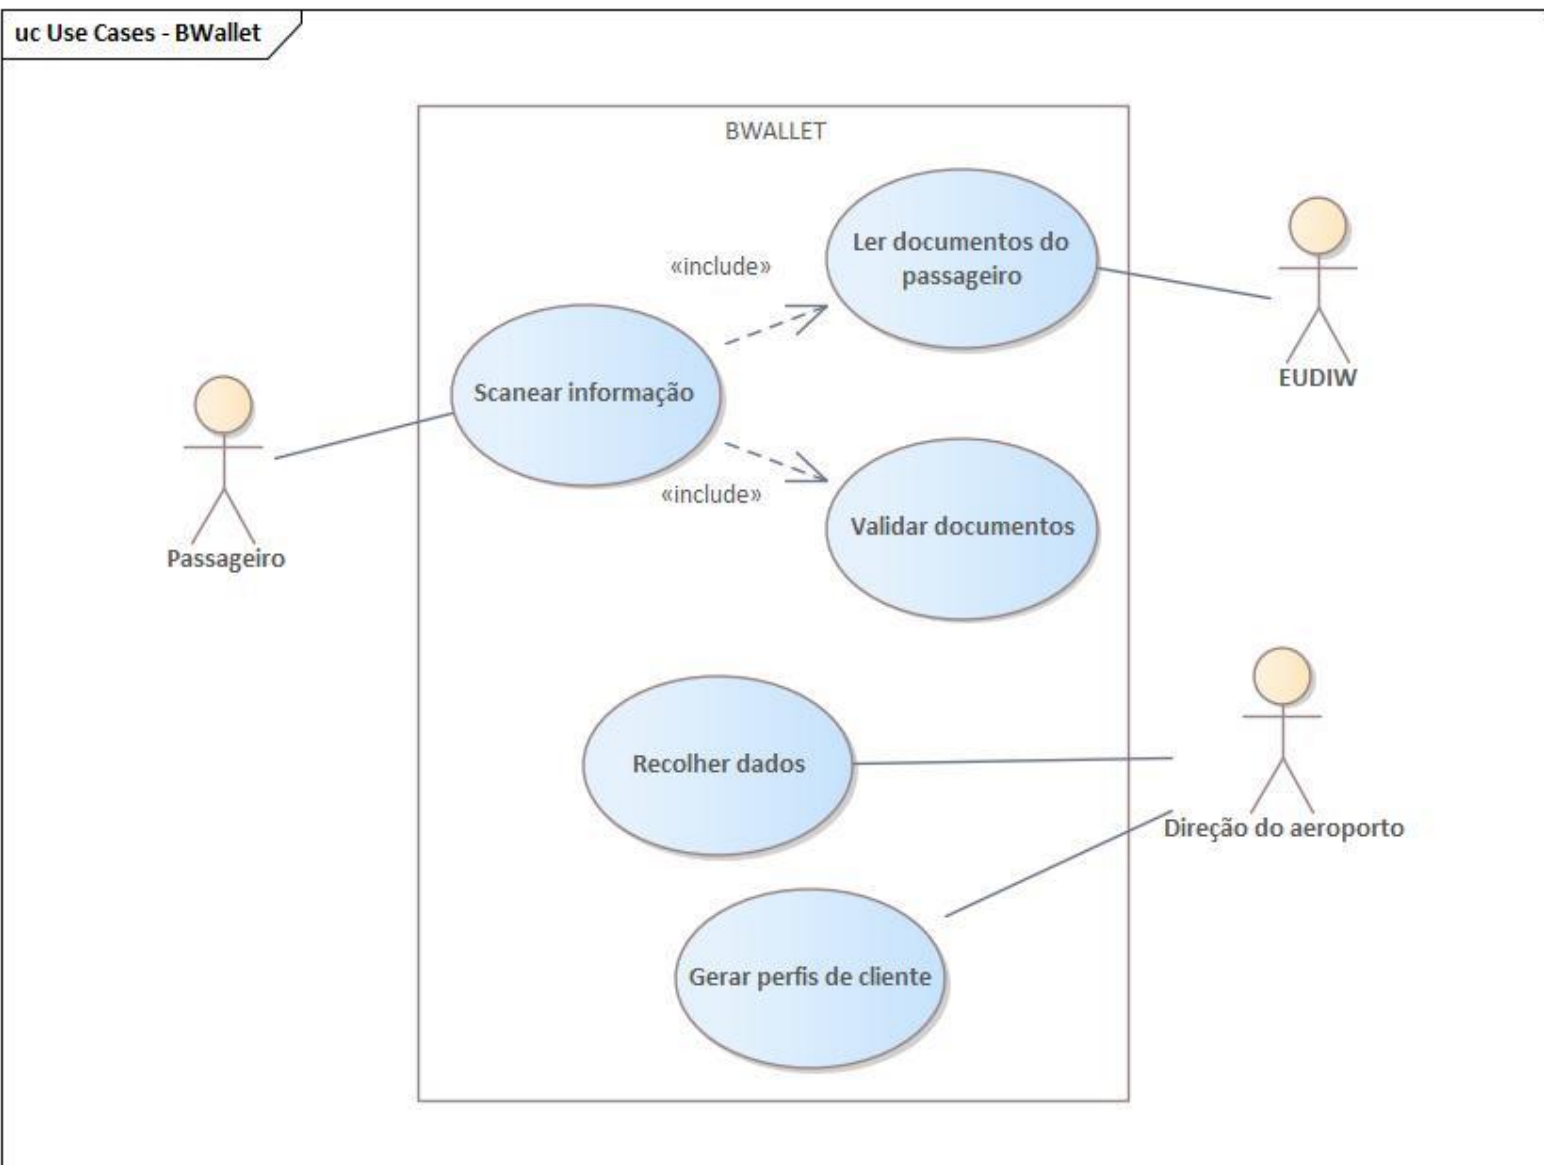 uc Use Cases - BWallet
BWALLET
Ler documentos do
passageiro
«include»
EUDIW
Scanear informação
«include»
Validar documentos
Passageiro
Recolher dados
Direção do aeroporto
Gerar perfis de cliente